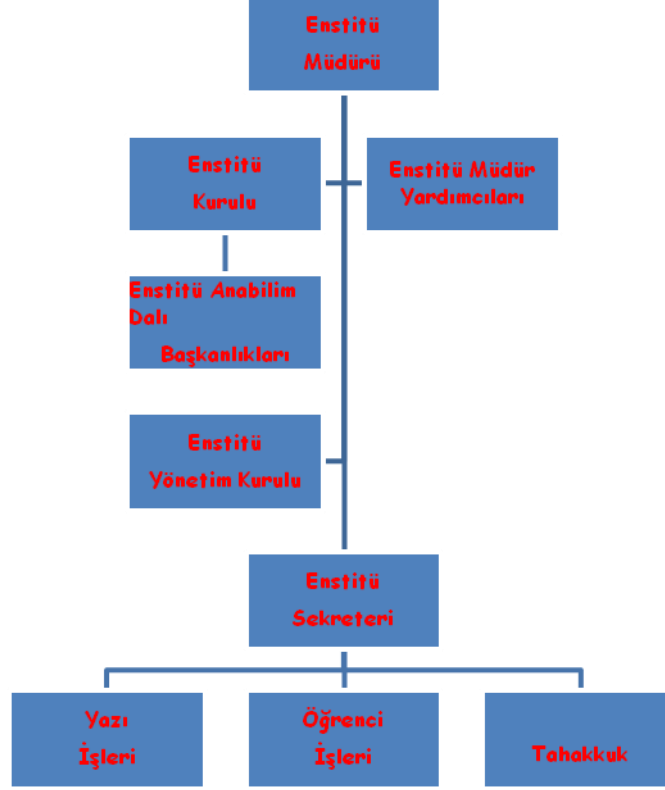 Enstitü
Müdürü
Enstitü
Kurulu
Enstitü Müdür
Yardımcıları
Enstitü Anabilim
Dalı
Başkanlıkları
Enstitü
Yönetim Kurulu
Enstitü
Sekreteri
Yazı
İşleri
Öğrenci
İşleri
Tahakkuk